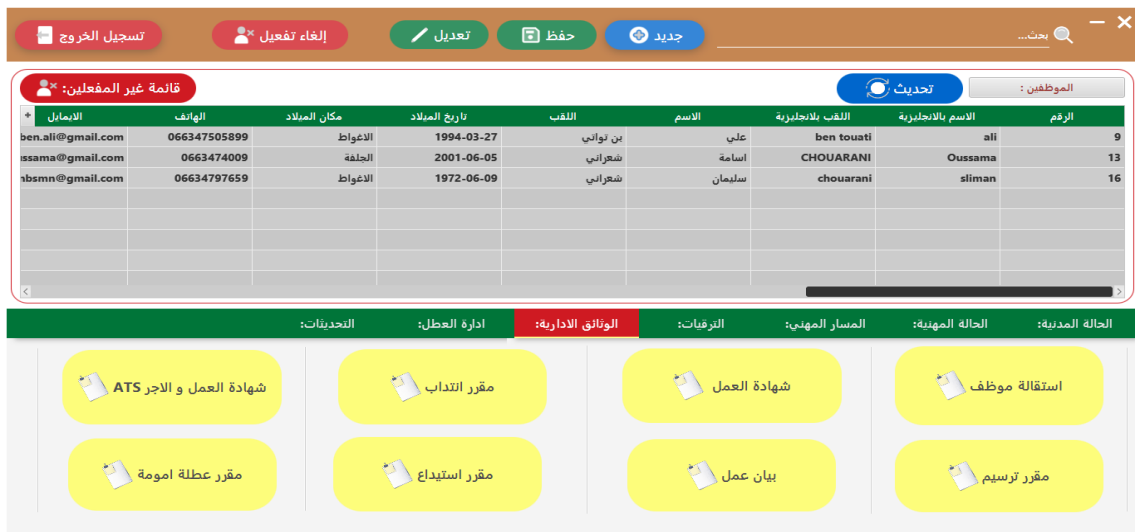 بحث... جديد حفظ تعديل إلغاء تفعيل تسجيل الخروج
الموظفين : تحديث قائمة غير المفعلين:
الرقم الاسم بالانجليزية اللقب بلانجليزية الاسم اللقب تاريخ الميلاد مكان الميلاد الهاتف الايمايل +
9 ali ben touati علي بن تواتي 1994-03-27 الاغواط 066347505899 ben.ali@gmail.com
13 Oussama CHOUARANI اسامة شعراني 2001-06-05 الجلفة 0663474009 ssama@gmail.com
16 sliman chouarani سليمان شعراني 1972-06-09 الاغواط 06634797659 nbsmn@gmail.com
الحالة المدنية: الحالة المهنية: المسار المهني: الترقيات: الوثائق الادارية: ادارة العطل: التحديثات:
استقالة موظف شهادة العمل مقرر انتداب شهادة العمل و الاجر ATS
مقرر ترسيم بيان عمل مقرر استيداع مقرر عطلة امومة